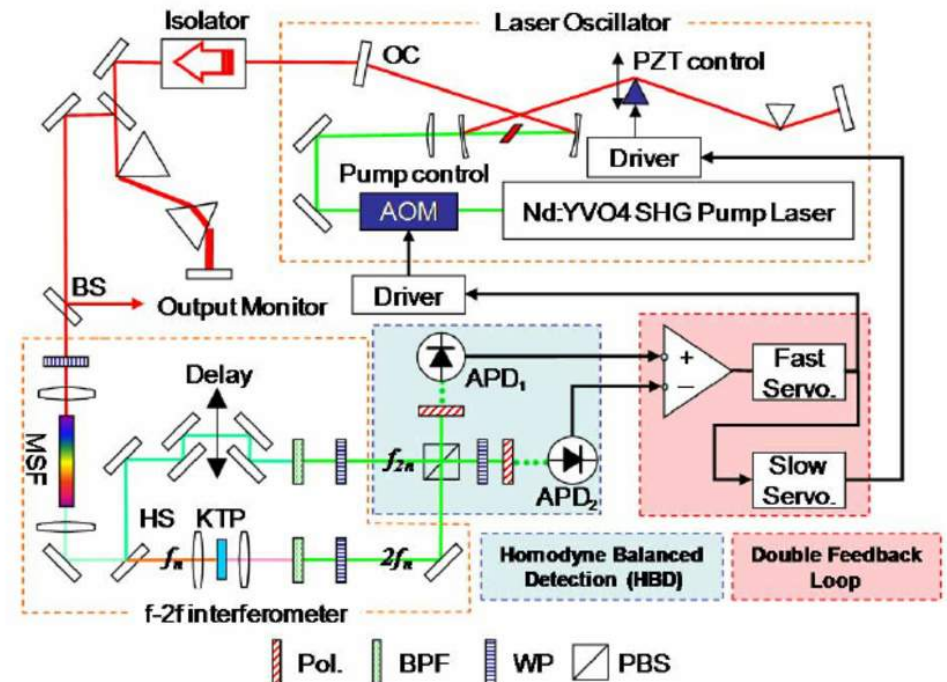 Laser Oscillator
Isolator
OC
PZT control
Driver
Pump control
AOM
Nd:YVO4 SHG Pump Laser
BS
Output Monitor
Driver
Delay
APD1
+
−
Fast
Servo.
MSF
f2n
APD2
Slow
Servo.
HS
KTP
fn
2fn
f-2f interferometer
Homodyne Balanced
Detection (HBD)
Double Feedback
Loop
Pol.
BPF
WP
PBS